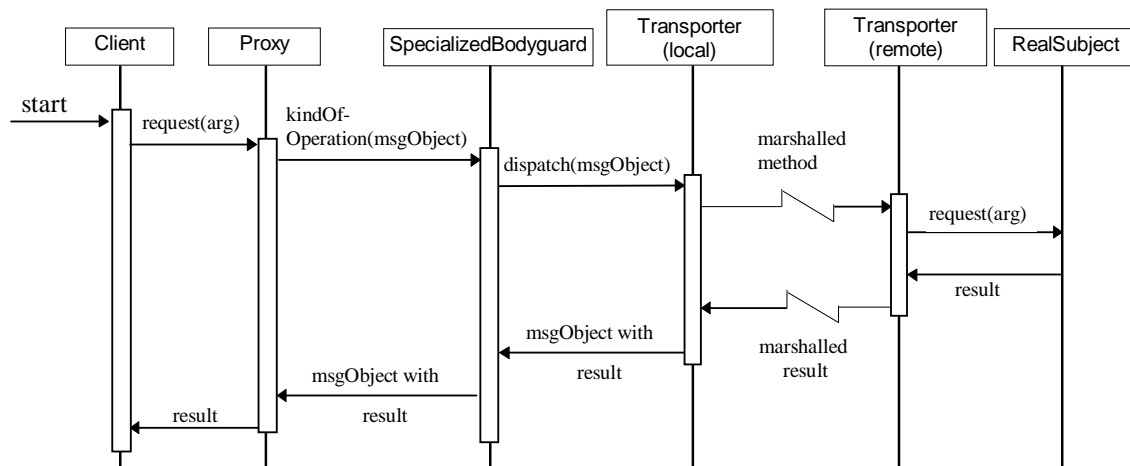 Client
Proxy
SpecializedBodyguard
Transporter
(local)
Transporter
(remote)
RealSubject
start
request(arg)
kindOf-
Operation(msgObject)
dispatch(msgObject)
marshalled
method
request(arg)
result
marshalled
result
msgObject with
result
msgObject with
result
result